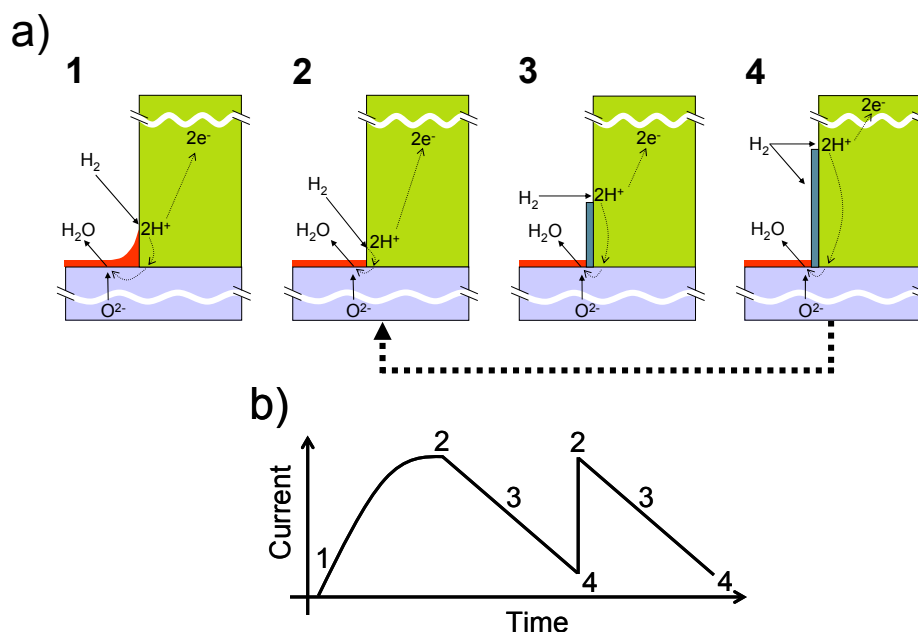 a)
1 2 3 4
2e⁻ 2e⁻ 2e⁻ 2e⁻
H₂ H₂ H₂ H₂
2H⁺ 2H⁺ 2H⁺ 2H⁺
H₂O H₂O H₂O H₂O
O²⁻ O²⁻ O²⁻ O²⁻
b)
Current
1 2 3 4 2 3 4
Time